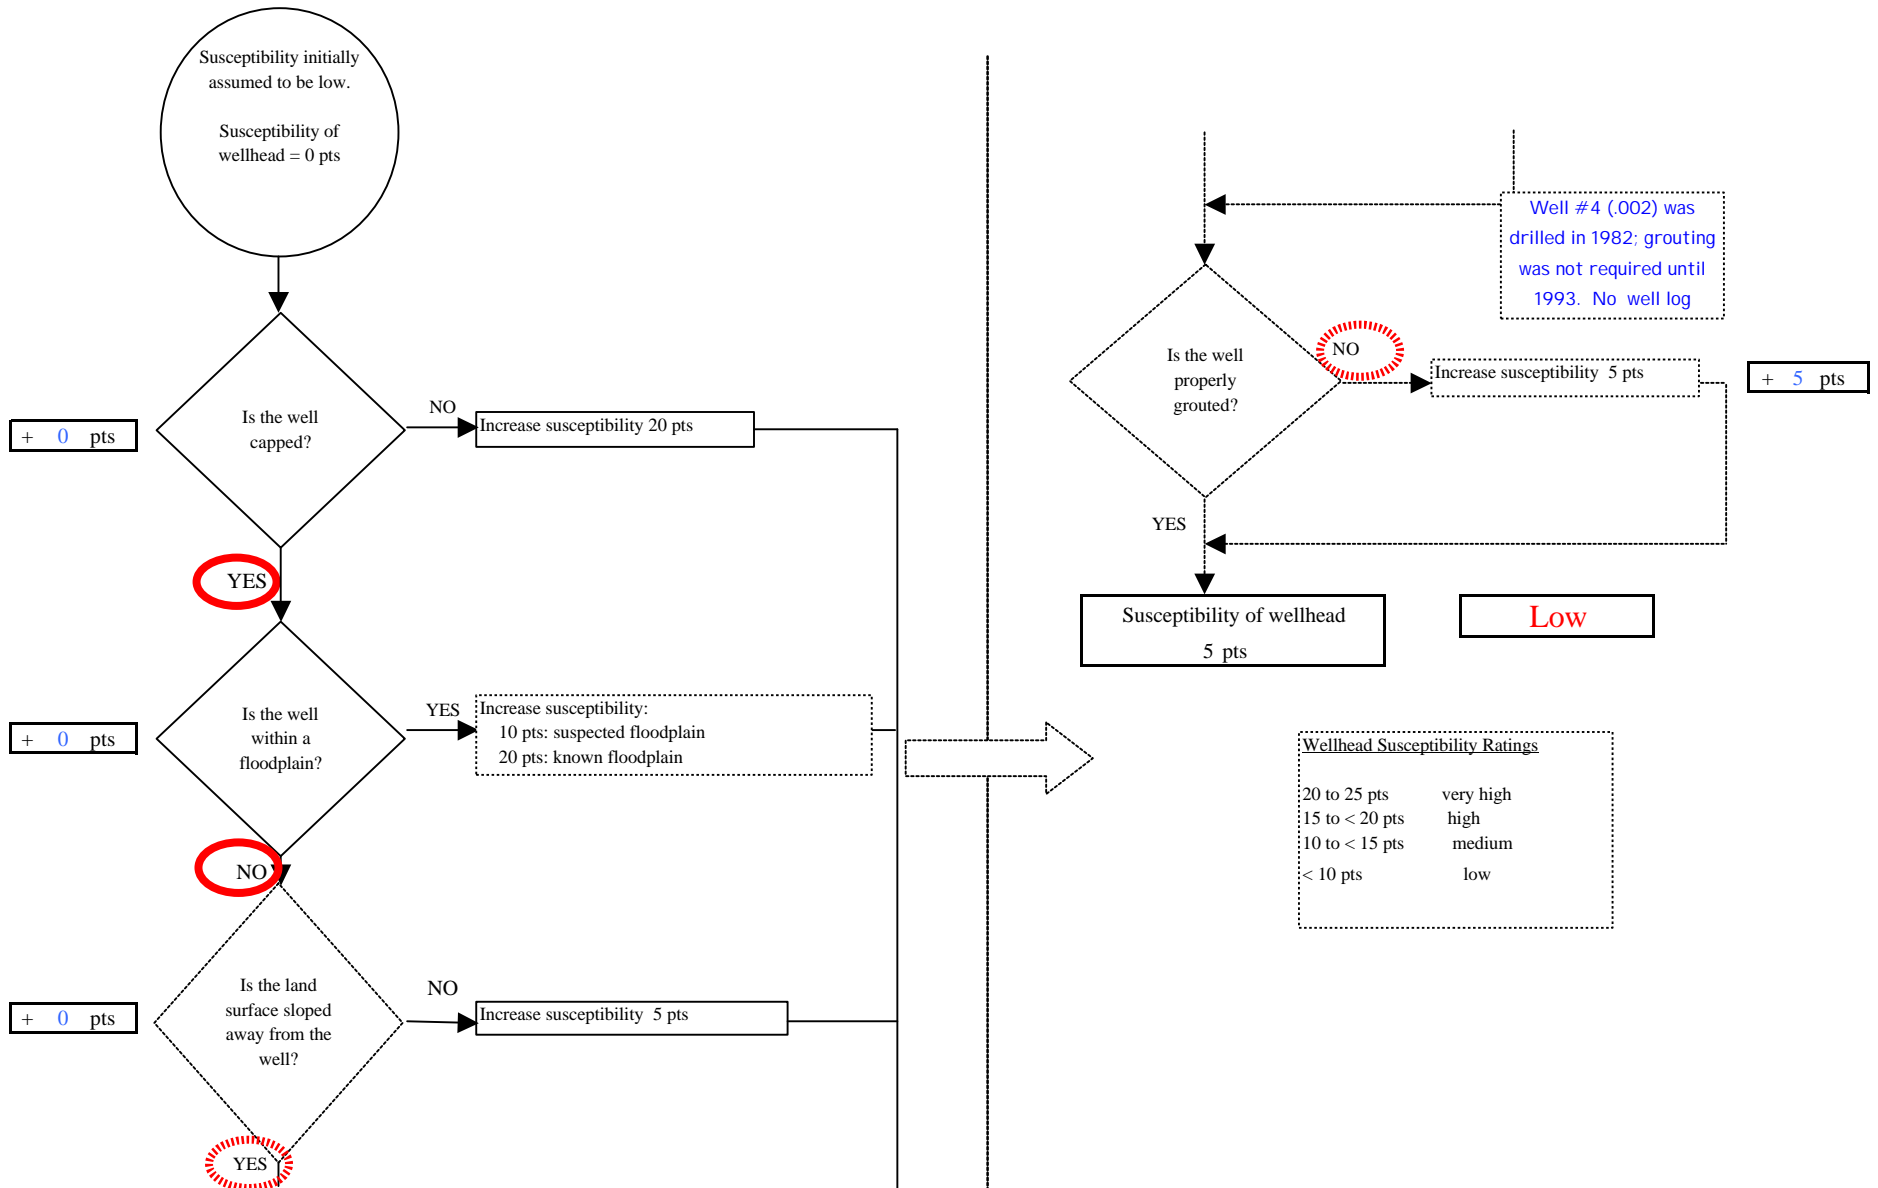 Susceptibility initially
assumed to be low.
Susceptibility of
wellhead = 0 pts
Is the well
capped?
NO
Increase susceptibility 20 pts
+ 0 pts
YES
Is the well
within a
floodplain?
YES
Increase susceptibility:
10 pts: suspected floodplain
20 pts: known floodplain
+ 0 pts
NO
Is the land
surface sloped
away from the
well?
NO
Increase susceptibility 5 pts
+ 0 pts
YES
Well #4 (.002) was
drilled in 1982; grouting
was not required until
1993. No well log
Is the well
properly
grouted?
NO
Increase susceptibility 5 pts
+ 5 pts
YES
Susceptibility of wellhead
5 pts
Low
Wellhead Susceptibility Ratings
20 to 25 pts very high
15 to < 20 pts high
10 to < 15 pts medium
< 10 pts low